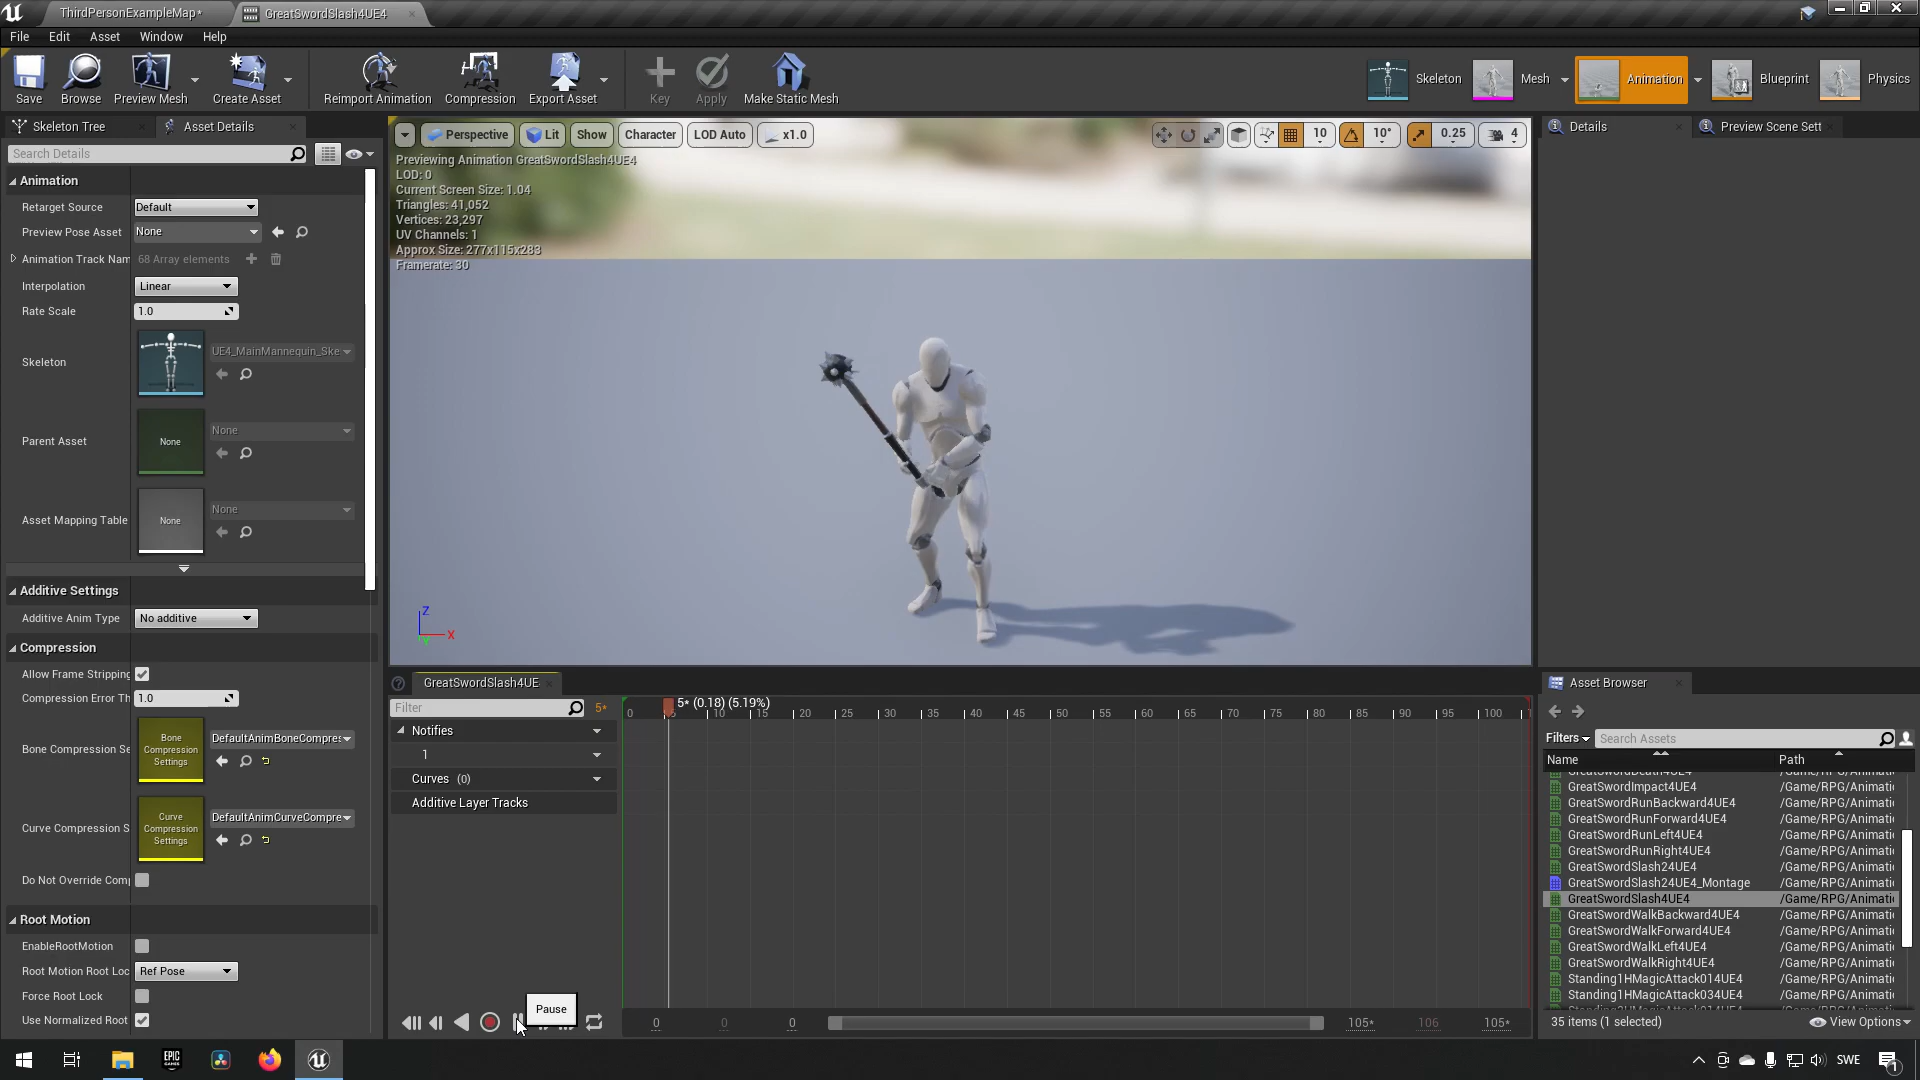 ThirdPersonExampleMap*
GreatSwordSlash4UE4
File Edit Asset Window Help
Save
Browse
Preview Mesh
Create Asset
Reimport Animation
Compression
Export Asset
Key
Apply
Make Static Mesh
Skeleton
Mesh
Animation
Blueprint
Physics
Skeleton Tree
Asset Details
Search Details
Animation
Retarget Source Default
Preview Pose Asset None
Animation Track Nam 68 Array elements
Interpolation Linear
Rate Scale 1.0
Skeleton UE4_MainMannequin_Ske
Parent Asset None None
Asset Mapping Table None None
Additive Settings
Additive Anim Type No additive
Compression
Allow Frame Stripping
Compression Error Th 1.0
Bone Compression Se Bone Compression Settings DefaultAnimBoneCompres
Curve Compression S Curve Compression Settings DefaultAnimCurveCompre
Do Not Override Comp
Root Motion
EnableRootMotion
Root Motion Root Loc Ref Pose
Force Root Lock
Use Normalized Root
Perspective Lit Show Character LOD Auto x1.0
10 10° 0.25 4
Previewing Animation GreatSwordSlash4UE4
LOD: 0
Current Screen Size: 1.04
Triangles: 41,052
Vertices: 23,297
UV Channels: 1
Approx Size: 277x115x283
Framerate: 30
Z
X
Y
GreatSwordSlash4UE
Filter 5*
5* (0.18) (5.19%)
0 5 10 15 20 25 30 35 40 45 50 55 60 65 70 75 80 85 90 95 100
Notifies
1
Curves (0)
Additive Layer Tracks
Pause
0 0 0 105* 106 105*
Details
Preview Scene Sett
Asset Browser
Filters Search Assets
Name Path
GreatSwordDeath4UE4 /Game/RPG/Animati
GreatSwordImpact4UE4 /Game/RPG/Animati
GreatSwordRunBackward4UE4 /Game/RPG/Animati
GreatSwordRunForward4UE4 /Game/RPG/Animati
GreatSwordRunLeft4UE4 /Game/RPG/Animati
GreatSwordRunRight4UE4 /Game/RPG/Animati
GreatSwordSlash24UE4 /Game/RPG/Animati
GreatSwordSlash24UE4_Montage /Game/RPG/Animati
GreatSwordSlash4UE4 /Game/RPG/Animati
GreatSwordWalkBackward4UE4 /Game/RPG/Animati
GreatSwordWalkForward4UE4 /Game/RPG/Animati
GreatSwordWalkLeft4UE4 /Game/RPG/Animati
GreatSwordWalkRight4UE4 /Game/RPG/Animati
Standing1HMagicAttack014UE4 /Game/RPG/Animati
Standing1HMagicAttack034UE4 /Game/RPG/Animati
35 items (1 selected) View Options
EPIC GAMES
SWE
1